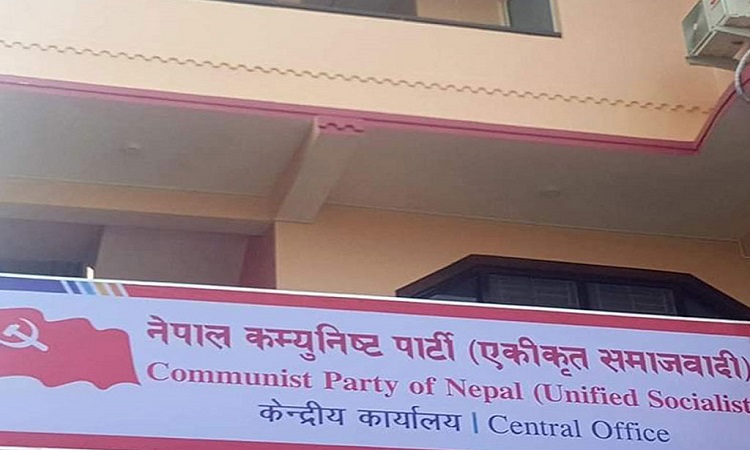 नेपाल कम्युनिष्ट पार्टी (एकीकृत समाजवादी)
Communist Party of Nepal (Unified Socialist
केन्द्रीय कार्यालय | Central Office